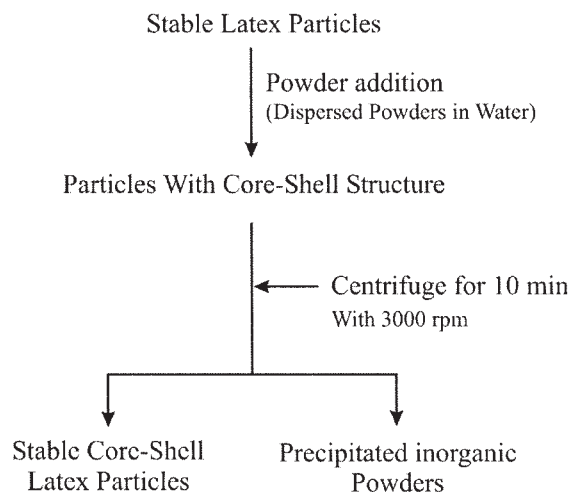 Stable Latex Particles
Powder addition
(Dispersed Powders in Water)
Particles With Core-Shell Structure
Centrifuge for 10 min
With 3000 rpm
Stable Core-Shell
Latex Particles
Precipitated inorganic
Powders